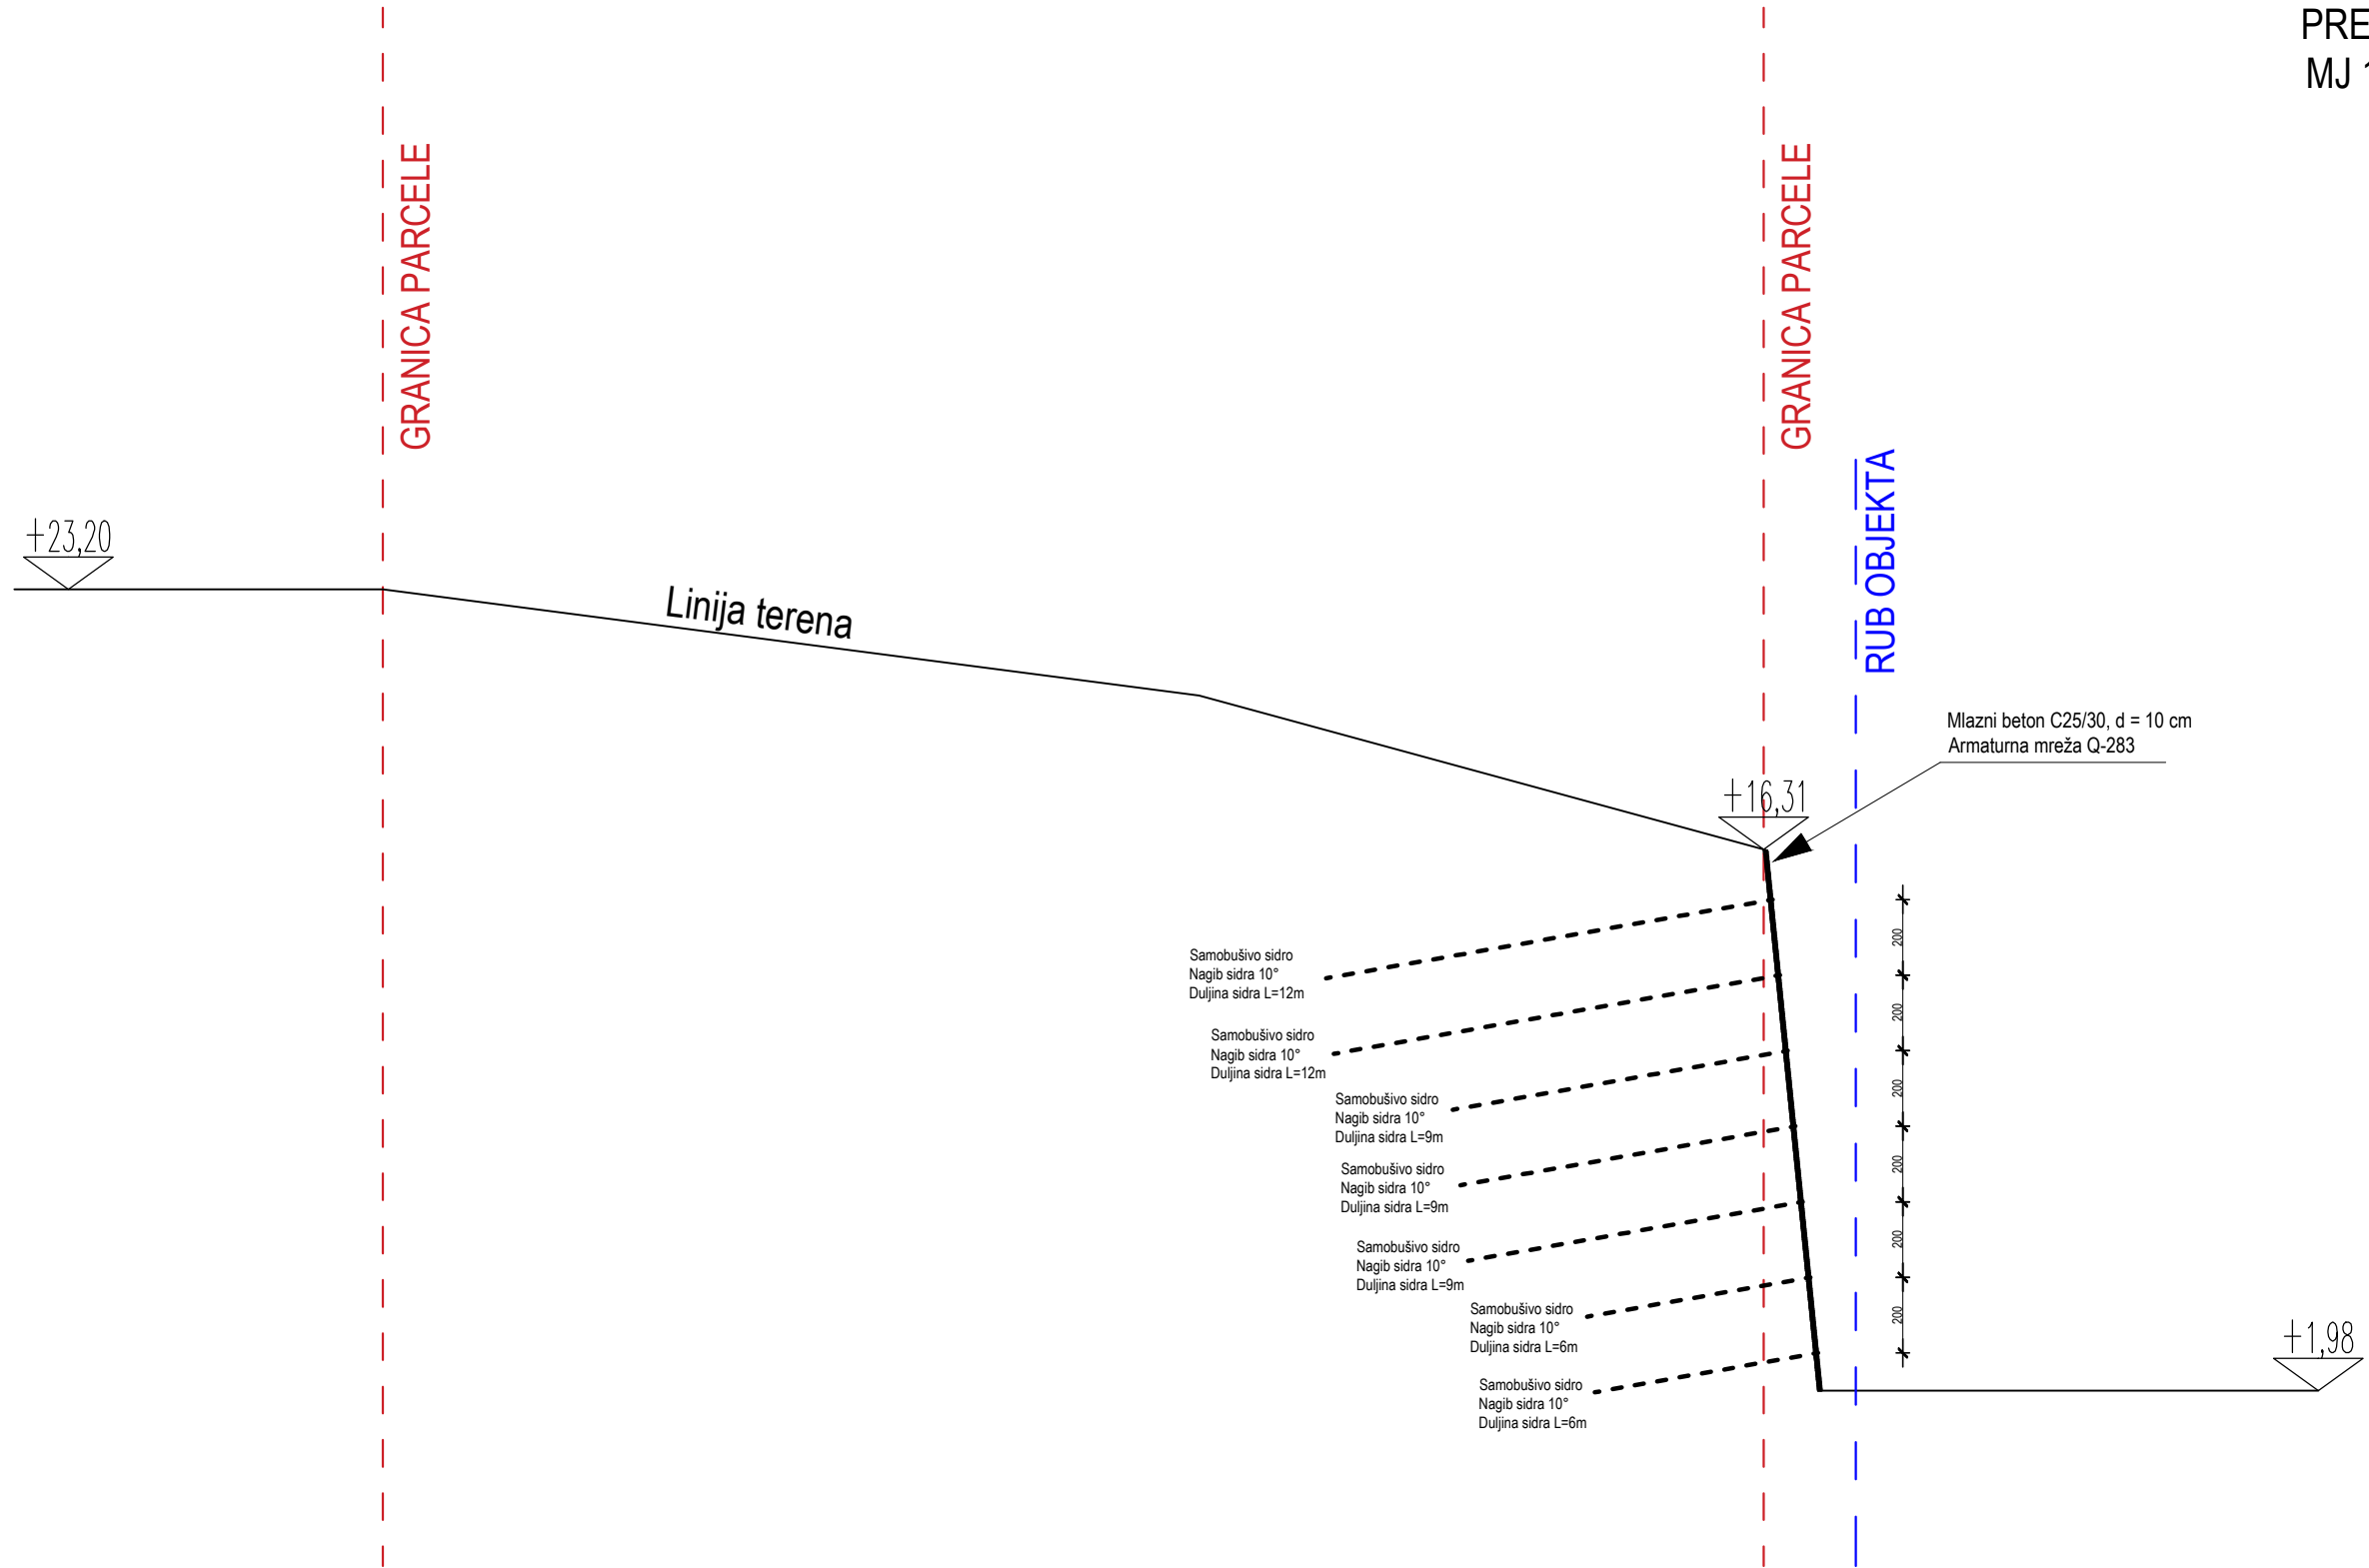 PRE
MJ 1
GRANICA PARCELE
GRANICA PARCELE
RUB OBJEKTA
+23,20
Linija terena
Mlazni beton C25/30, d = 10 cm
Armaturna mreža Q-283
+16,31
Samobušivo sidro
Nagib sidra 10°
Duljina sidra L=12m
Samobušivo sidro
Nagib sidra 10°
Duljina sidra L=12m
Samobušivo sidro
Nagib sidra 10°
Duljina sidra L=9m
Samobušivo sidro
Nagib sidra 10°
Duljina sidra L=9m
Samobušivo sidro
Nagib sidra 10°
Duljina sidra L=9m
Samobušivo sidro
Nagib sidra 10°
Duljina sidra L=6m
Samobušivo sidro
Nagib sidra 10°
Duljina sidra L=6m
200
200
200
200
200
200
+1,98